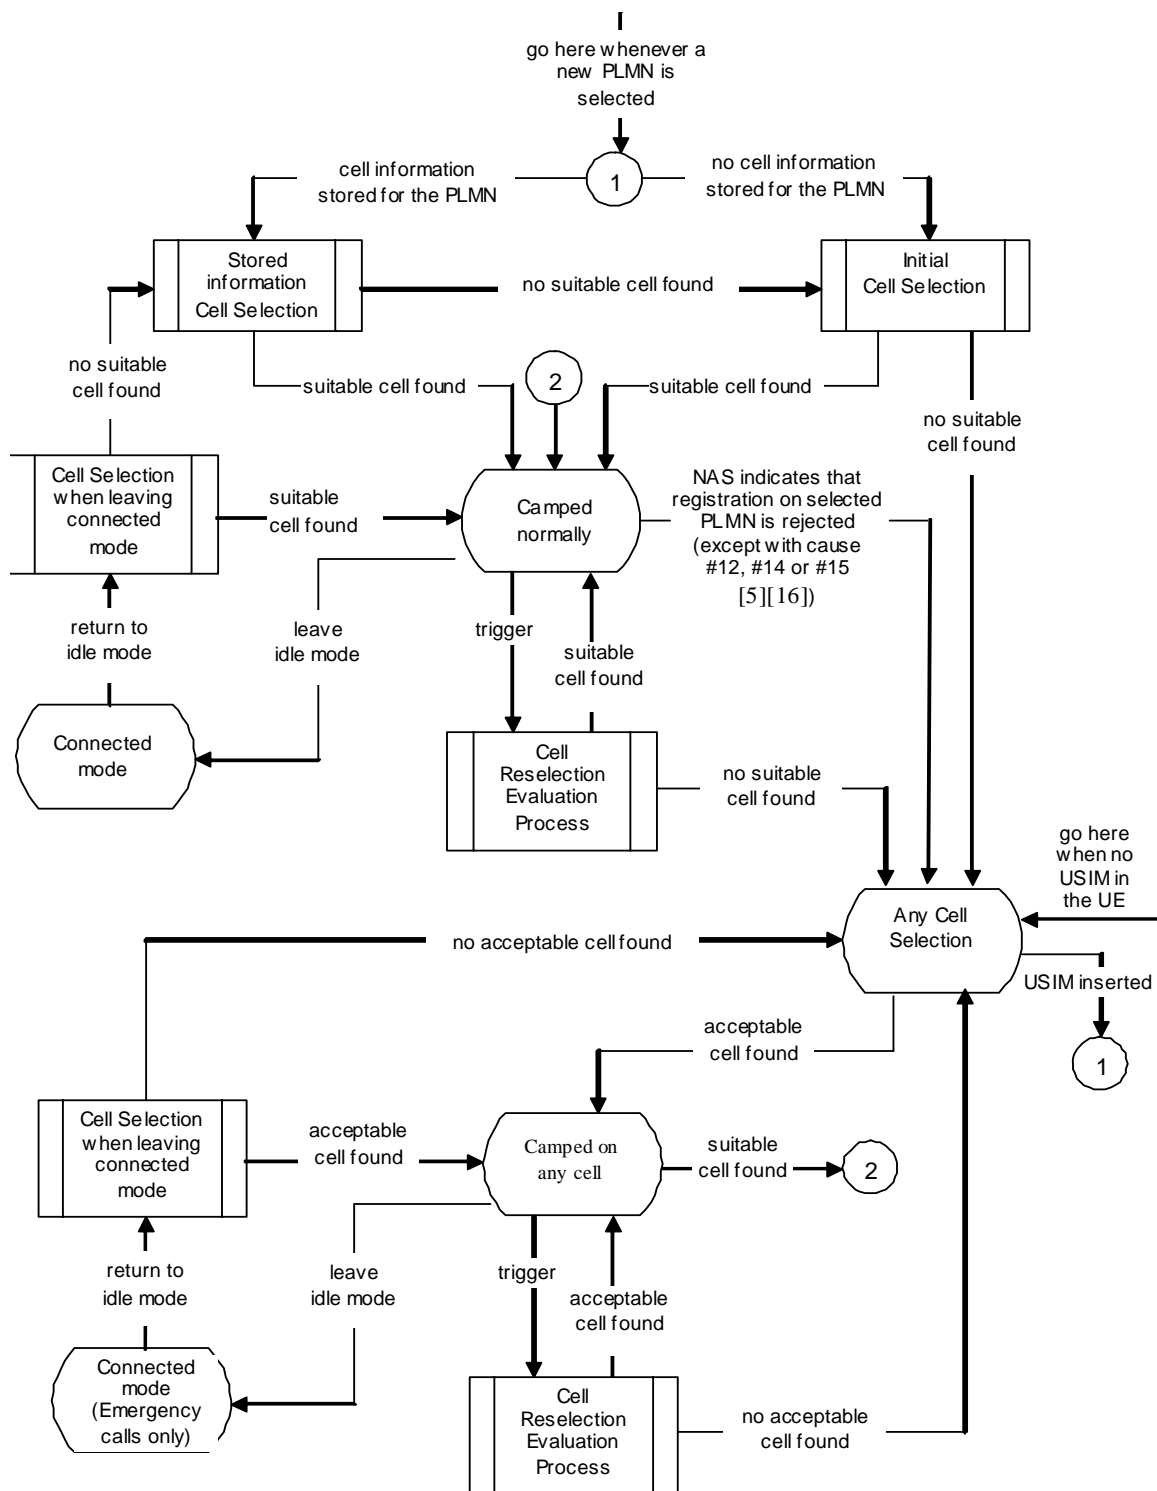 go here whenever a
new PLMN is
selected
cell information
stored for the PLMN
1
no cell information
stored for the PLMN
Stored
information
Cell Selection
no suitable cell found
Initial
Cell Selection
no suitable
cell found
suitable cell found
2
suitable cell found
no suitable
cell found
Cell Selection
when leaving
connected
mode
suitable
cell found
Camped
normally
NAS indicates that
registration on selected
PLMN is rejected
(except with cause
#12, #14 or #15
[5][16])
return to
idle mode
leave
idle mode
trigger
suitable
cell found
Connected
mode
Cell
Reselection
Evaluation
Process
no suitable
cell found
go here
when no
USIM in
the UE
Any Cell
Selection
no acceptable cell found
USIM inserted
acceptable
cell found
1
Cell Selection
when leaving
connected
mode
acceptable
cell found
Camped on
any cell
suitable
cell found
2
return to
idle mode
leave
idle mode
trigger
acceptable
cell found
Connected
mode
(Emergency
calls only)
Cell
Reselection
Evaluation
Process
no acceptable
cell found